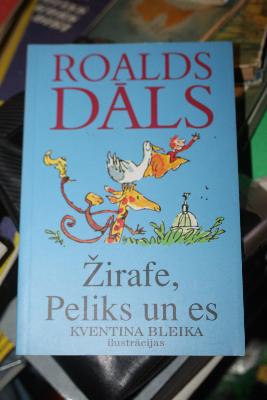 ROALDS
DĀLS
Žirafe,
Peliks un es
KVENTINA BLEIKA
ilustrācijas